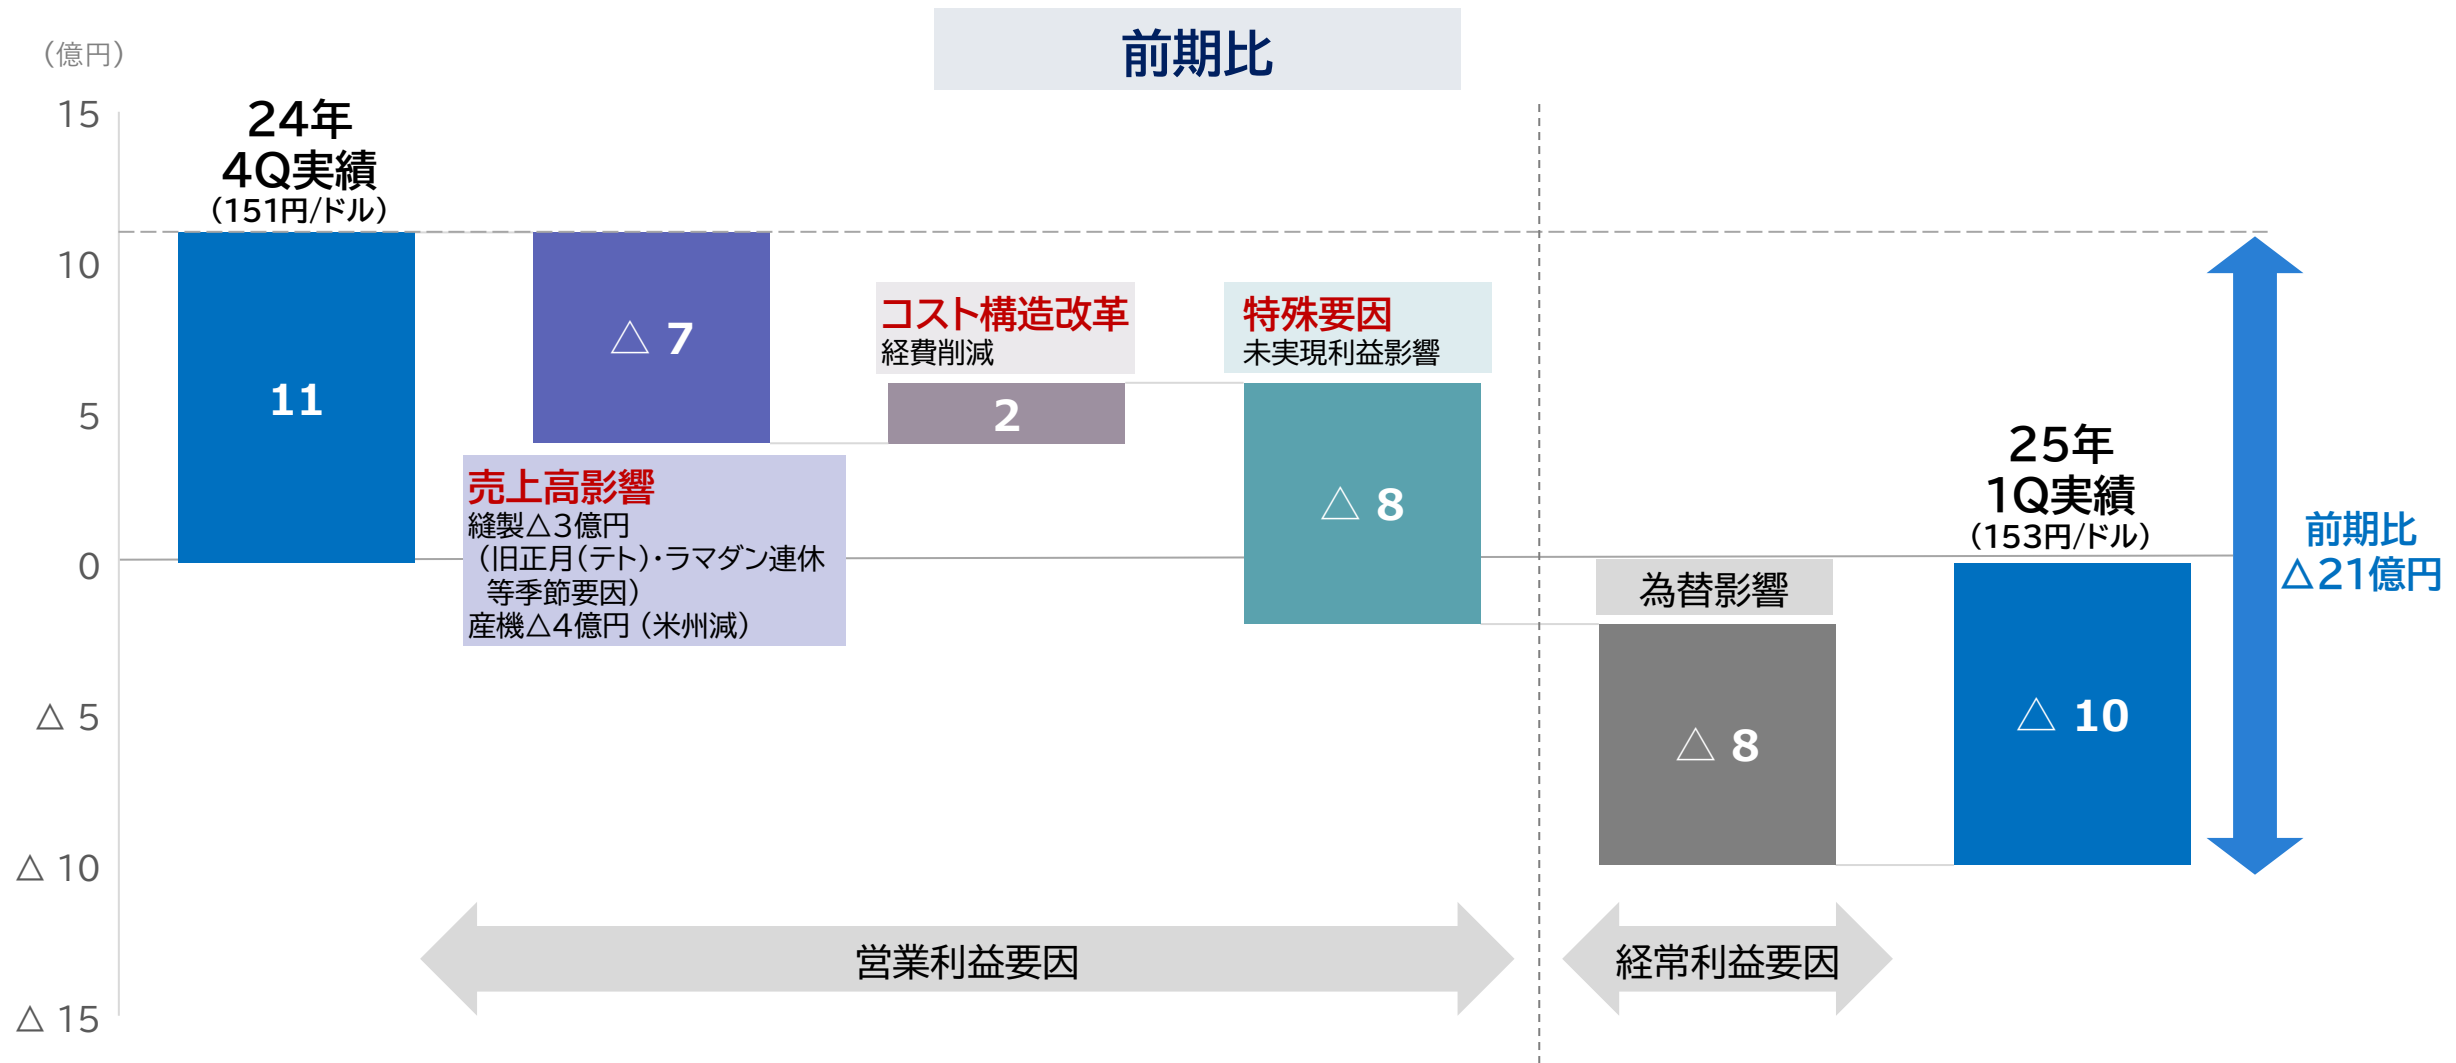 前期比
（億円）
15
10
5
0
△ 5
△ 10
△ 15
24年
4Q実績
（151円/ドル）
11
△ 7
売上高影響
縫製△3億円
（旧正月（テト）・ラマダン連休
等季節要因）
産機△4億円（米州減）
コスト構造改革
経費削減
2
特殊要因
未実現利益影響
△ 8
為替影響
△ 8
25年
1Q実績
（153円/ドル）
△ 10
前期比
△21億円
営業利益要因
経常利益要因